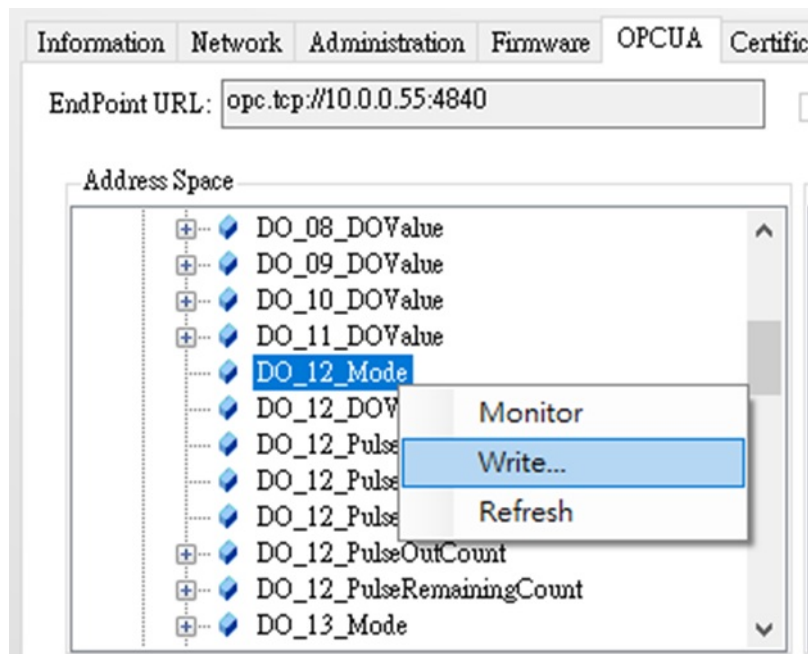 Information Network Administration Firmware OPCUA Certific
EndPoint URL: opc.tcp://10.0.0.55:4840
Address Space
DO_08_DOValue
DO_09_DOValue
DO_10_DOValue
DO_11_DOValue
DO_12_Mode
DO_12_DOV
Monitor
DO_12_Pulse
Write...
DO_12_Pulse
DO_12_Pulse
Refresh
DO_12_PulseOutCount
DO_12_PulseRemainingCount
DO_13_Mode